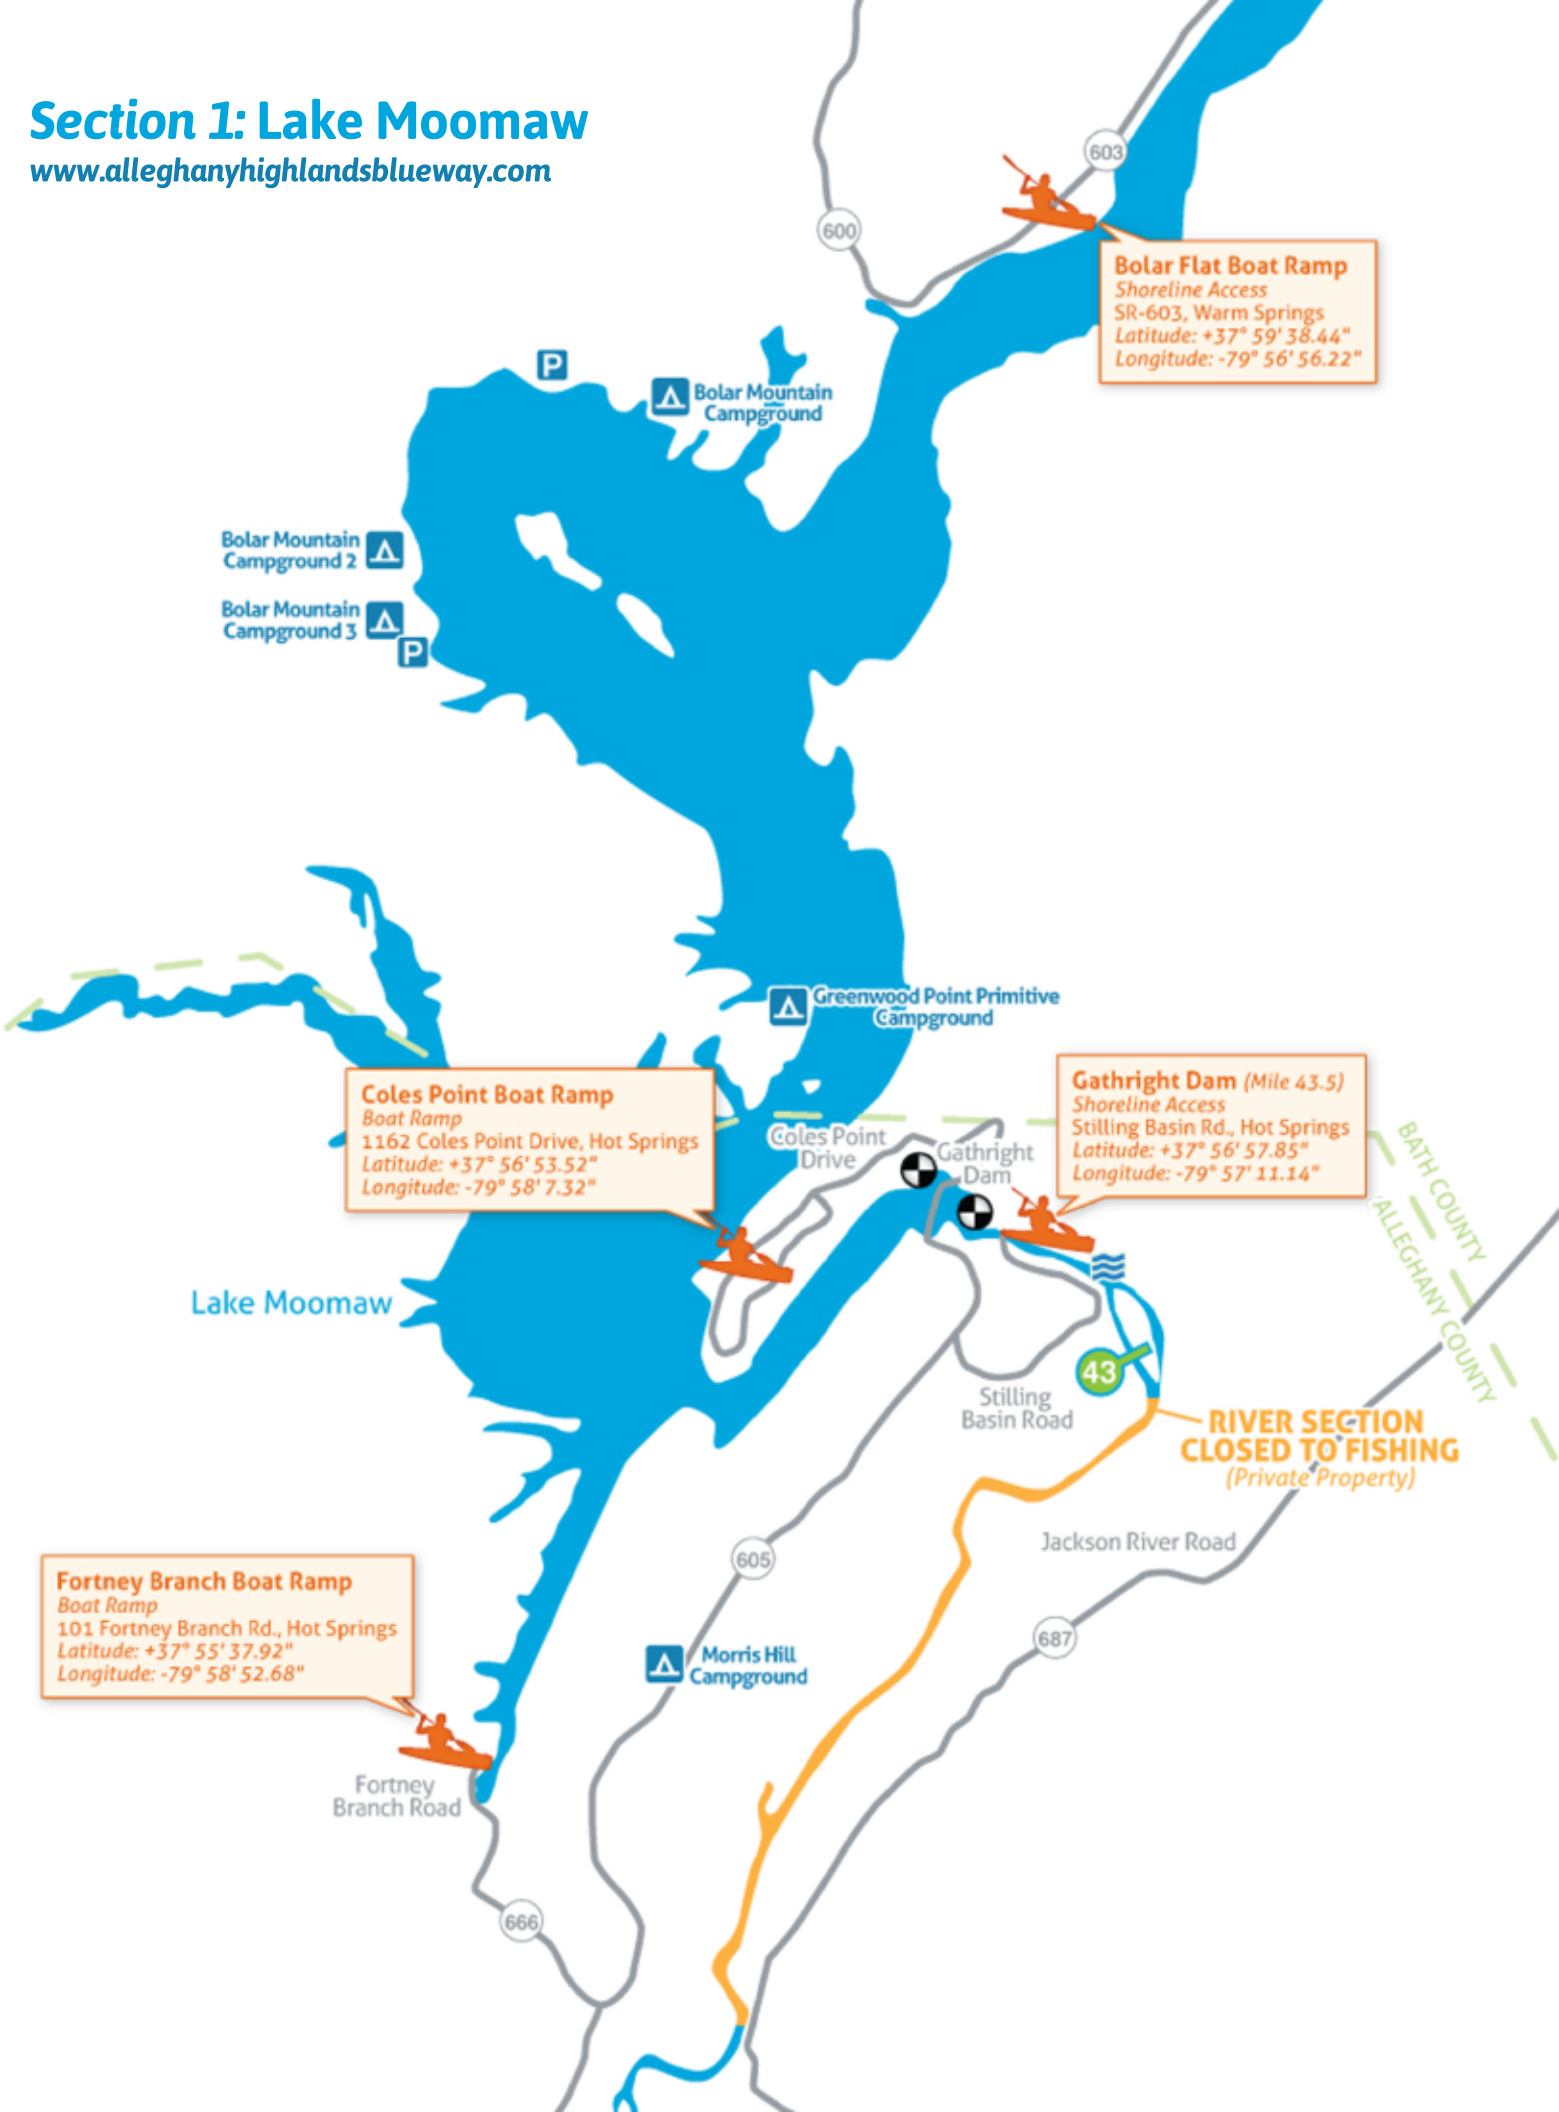 Section 1: Lake Moomaw
www.alleghanyhighlandsblueway.com
603
600
Bolar Flat Boat Ramp
Shoreline Access
SR-603, Warm Springs
Latitude: +37° 59' 38.44"
Longitude: -79° 56' 56.22"
P
Bolar Mountain
Campground
Bolar Mountain
Campground 2
Bolar Mountain
Campground 3
P
Greenwood Point Primitive
Campground
Coles Point Boat Ramp
Boat Ramp
1162 Coles Point Drive, Hot Springs
Latitude: +37° 56' 53.52"
Longitude: -79° 58' 7.32"
Coles Point
Drive
Gathright
Dam
Gathright Dam (Mile 43.5)
Shoreline Access
Stilling Basin Rd., Hot Springs
Latitude: +37° 56' 57.85"
Longitude: -79° 57' 11.14"
BATH COUNTY
ALLEGHANY COUNTY
Lake Moomaw
43
Stilling
Basin Road
RIVER SECTION
CLOSED TO FISHING
(Private Property)
Jackson River Road
605
687
Fortney Branch Boat Ramp
Boat Ramp
101 Fortney Branch Rd., Hot Springs
Latitude: +37° 55' 37.92"
Longitude: -79° 58' 52.68"
Morris Hill
Campground
Fortney
Branch Road
666